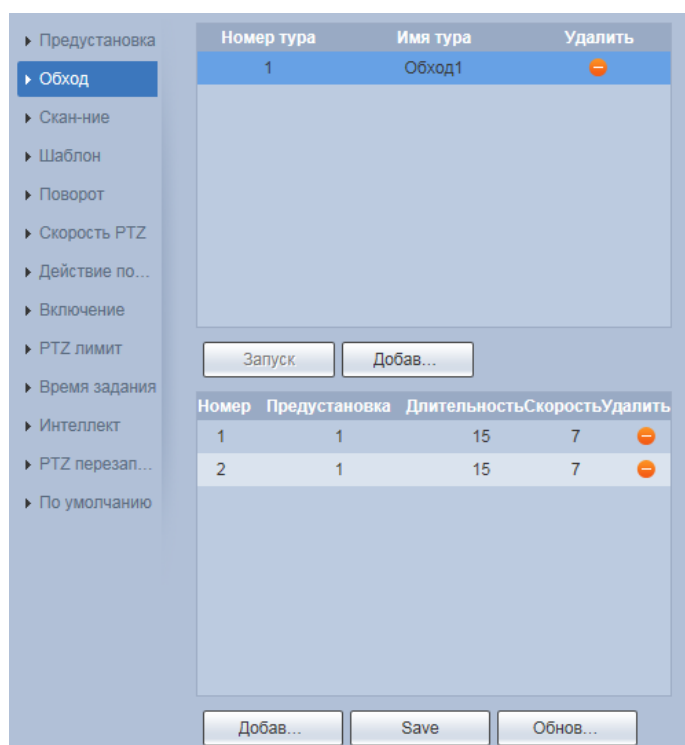 Предустановка
Обход
Скан-ние
Шаблон
Поворот
Скорость PTZ
Действие по...
Включение
PTZ лимит
Время задания
Интеллект
PTZ перезап...
По умолчанию
Номер тура Имя тура Удалить
1 Обход1
Запуск Добав...
Номер Предустановка Длительность Скорость Удалить
1 1 15 7
2 1 15 7
Добав... Save Обнов...